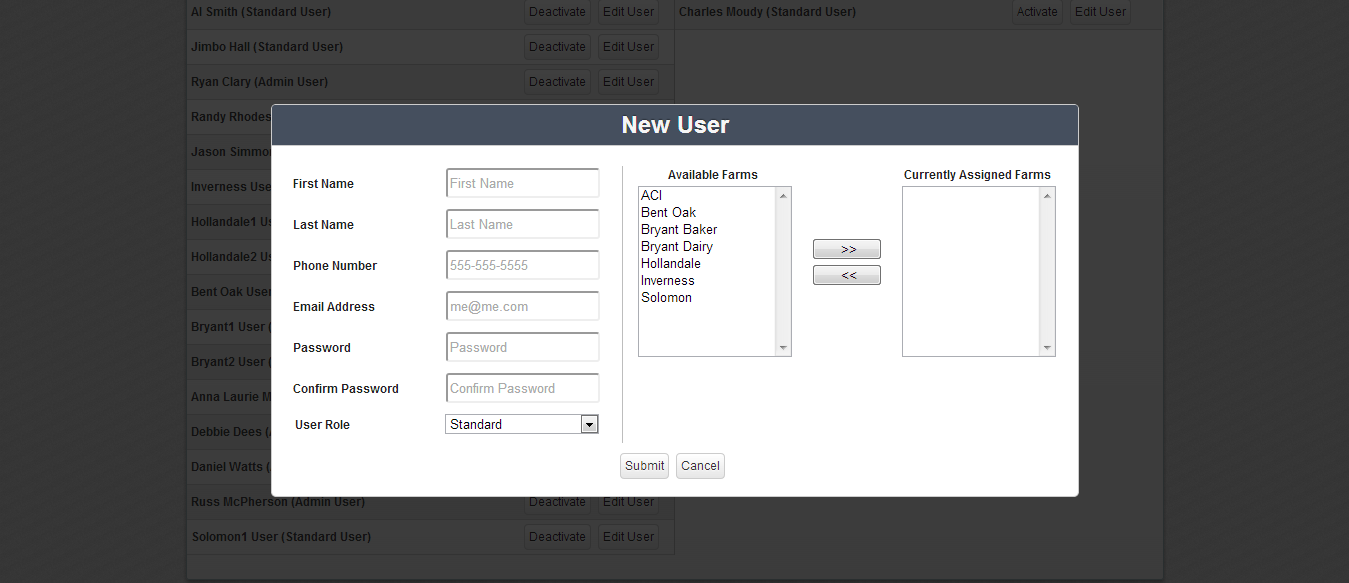 Al Smith (Standard User) Deactivate Edit User Charles Moudy (Standard User) Activate Edit User
Jimbo Hall (Standard User) Deactivate Edit User
Ryan Clary (Admin User) Deactivate Edit User
Randy Rhodes
Jason Simmo
Inverness Use
Hollandale1 Us
Hollandale2 Us
Bent Oak User
Bryant1 User (
Bryant2 User (
Anna Laurie M
Debbie Dees (
Daniel Watts (
Russ McPherson (Admin User) Deactivate Edit User
Solomon1 User (Standard User) Deactivate Edit User
New User
First Name First Name
Last Name Last Name
Phone Number 555-555-5555
Email Address me@me.com
Password Password
Confirm Password Confirm Password
User Role Standard
Available Farms
ACI
Bent Oak
Bryant Baker
Bryant Dairy
Hollandale
Inverness
Solomon
>>
<<
Currently Assigned Farms
Submit Cancel